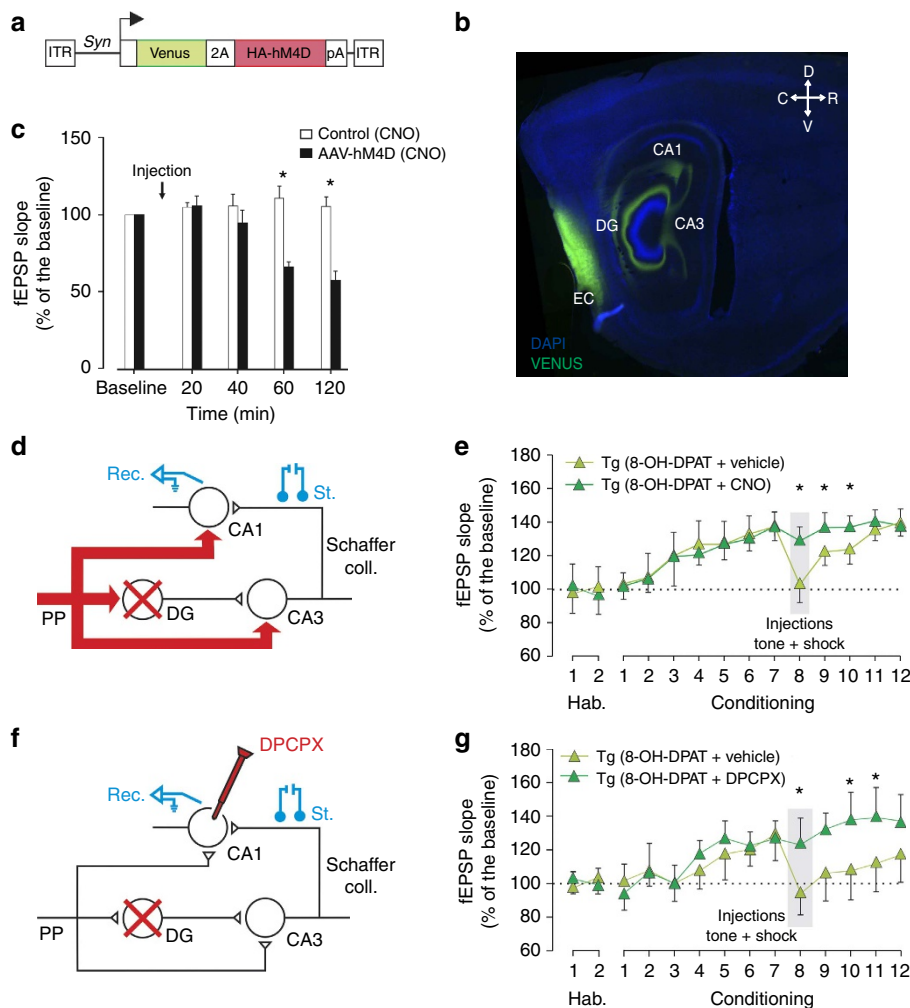 a
ITR
Syn
Venus
2A
HA-hM4D
pA
ITR
b
D
C
R
V
CA1
DG
CA3
EC
DAPI
VENUS
c
150
100
50
0
fEPSP slope
(% of the baseline)
Injection
Control (CNO)
AAV-hM4D (CNO)
*
*
Baseline
20
40
60
120
Time (min)
d
Rec.
St.
CA1
Schaffer
coll.
PP
DG
CA3
e
180
160
140
120
100
80
60
fEPSP slope
(% of the baseline)
Tg (8-OH-DPAT + vehicle)
Tg (8-OH-DPAT + CNO)
* * *
Injections
tone + shock
1 2 1 2 3 4 5 6 7 8 9 10 11 12
Hab. Conditioning
f
DPCPX
Rec.
St.
CA1
Schaffer
coll.
PP
DG
CA3
g
180
160
140
120
100
80
60
fEPSP slope
(% of the baseline)
Tg (8-OH-DPAT + vehicle)
Tg (8-OH-DPAT + DPCPX)
* * *
Injections
tone + shock
1 2 1 2 3 4 5 6 7 8 9 10 11 12
Hab. Conditioning